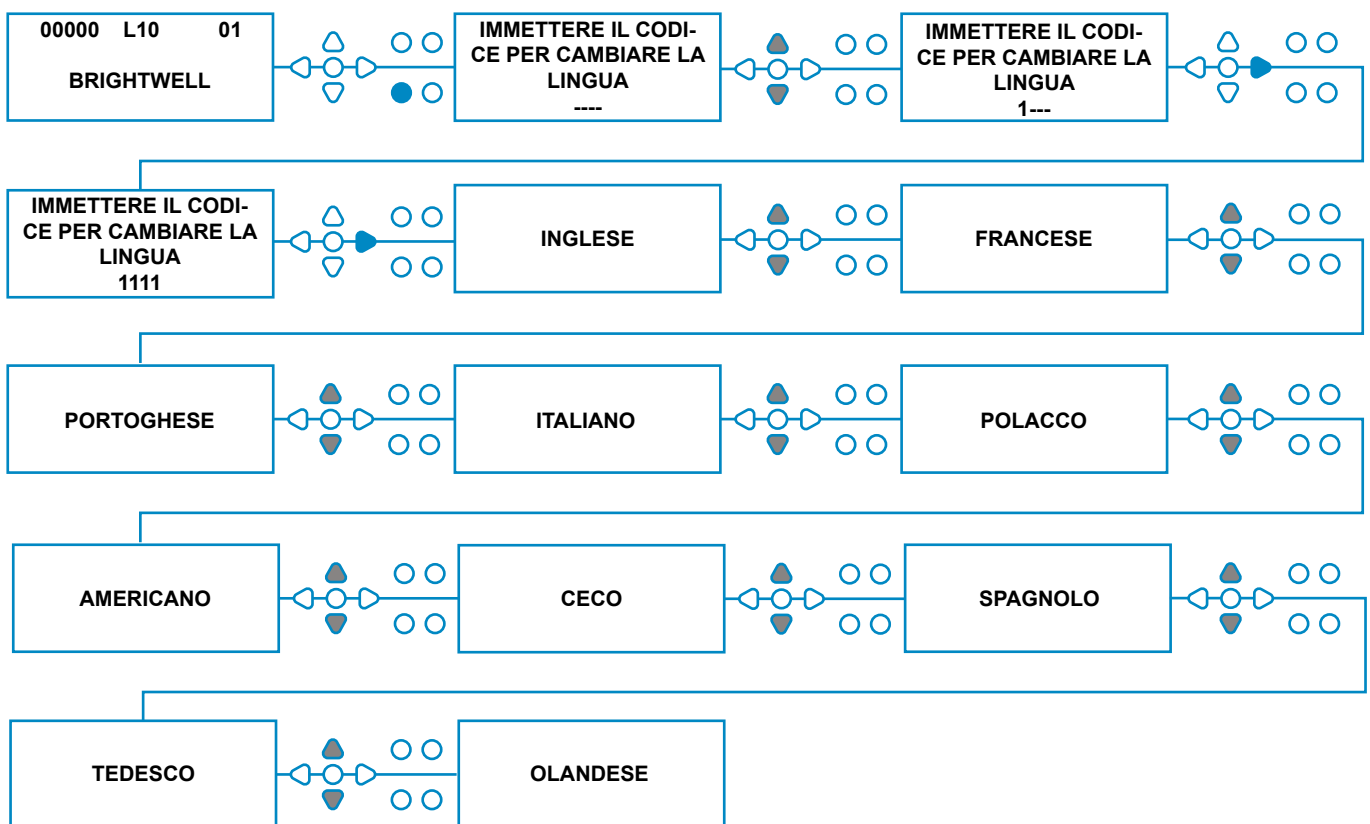 00000 L10 01
BRIGHTWELL
IMMETTERE IL CODI-
CE PER CAMBIARE LA
LINGUA
----
IMMETTERE IL CODI-
CE PER CAMBIARE LA
LINGUA
1---
IMMETTERE IL CODI-
CE PER CAMBIARE LA
LINGUA
1111
INGLESE
FRANCESE
PORTOGHESE
ITALIANO
POLACCO
AMERICANO
CECO
SPAGNOLO
TEDESCO
OLANDESE